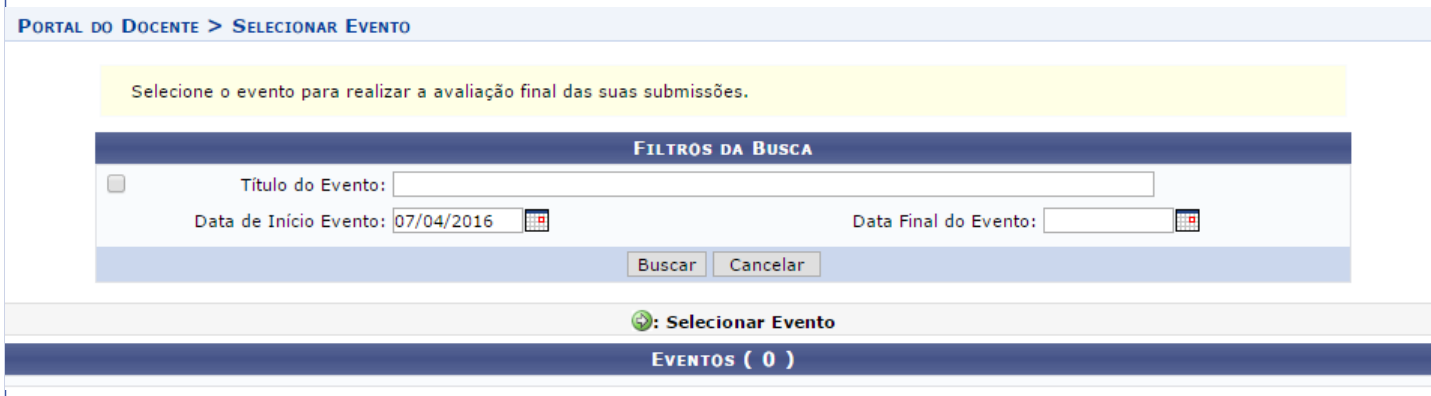 Portal do Docente > Selecionar Evento
Selecione o evento para realizar a avaliação final das suas submissões.
Filtros da Busca
Título do Evento:
Data de Início Evento: 07/04/2016 Data Final do Evento:
Buscar Cancelar
: Selecionar Evento
Eventos ( 0 )